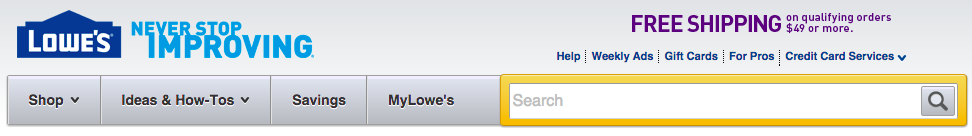 LOWE'S
NEVER STOP
IMPROVING
FREE SHIPPING on qualifying orders
$49 or more.
Help Weekly Ads Gift Cards For Pros Credit Card Services
Shop Ideas & How-Tos Savings MyLowe's Search